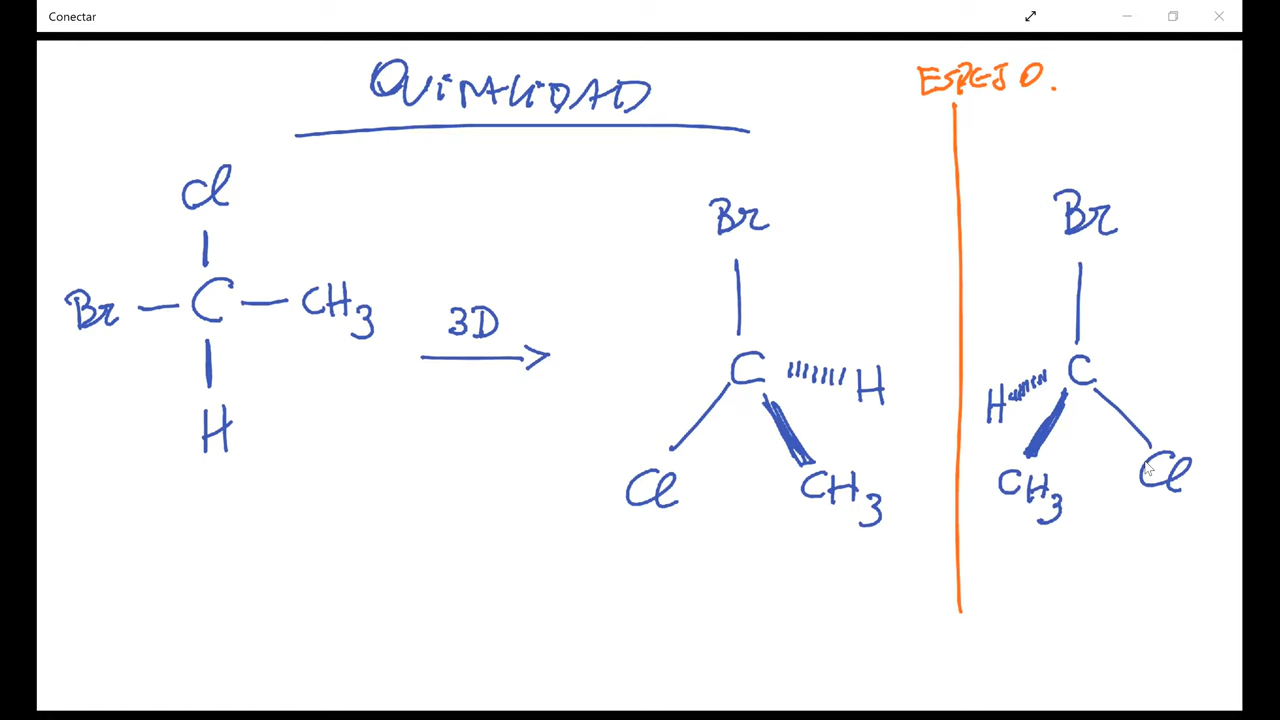 Conectar
QUIRALIDAD
ESPEJO.
Cl
Br — C — CH3
H
3D
Br
C H
Cl CH3
Br
H C
CH3 Cl